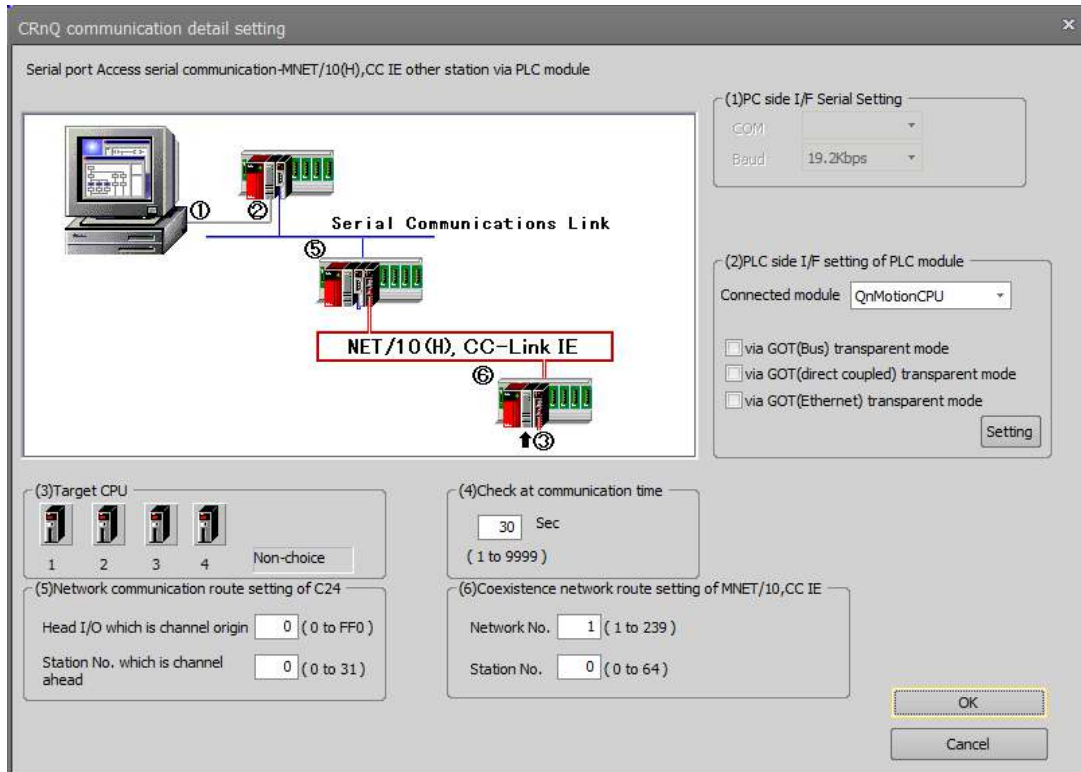 CRnQ communication detail setting
Serial port Access serial communication-MNET/10(H),CC IE other station via PLC module
①
②
Serial Communications Link
⑤
NET/10(H), CC-Link IE
⑥
③
(1)PC side I/F Serial Setting
COM
Baud 19.2Kbps
(2)PLC side I/F setting of PLC module
Connected module QnMotionCPU
via GOT(Bus) transparent mode
via GOT(direct coupled) transparent mode
via GOT(Ethernet) transparent mode
Setting
(3)Target CPU
1 2 3 4 Non-choice
(4)Check at communication time
30 Sec
( 1 to 9999 )
(5)Network communication route setting of C24
Head I/O which is channel origin 0 ( 0 to FF0 )
Station No. which is channel
ahead
0 ( 0 to 31 )
(6)Coexistence network route setting of MNET/10,CC IE
Network No. 1 ( 1 to 239 )
Station No. 0 ( 0 to 64 )
OK
Cancel